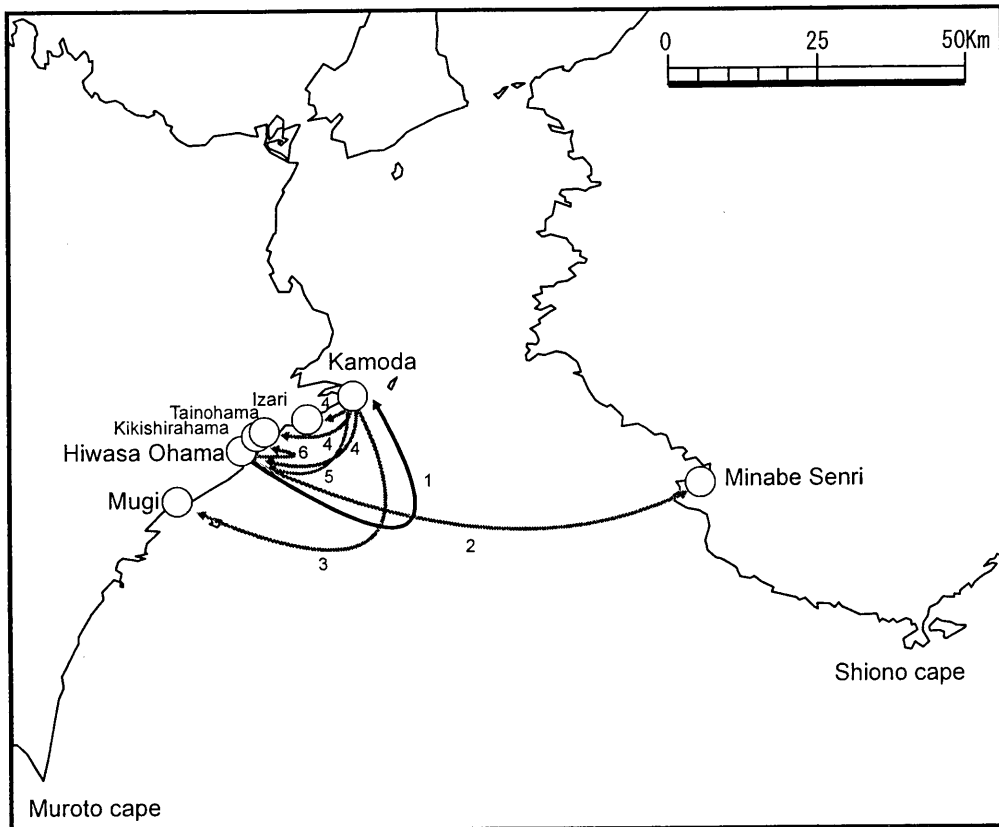 0 25 50Km
Kamoda
Izari
Tainohama
Kikishirahama
Hiwasa Ohama
Mugi
Minabe Senri
4
4
4
6
5
1
2
3
Shiono cape
Muroto cape